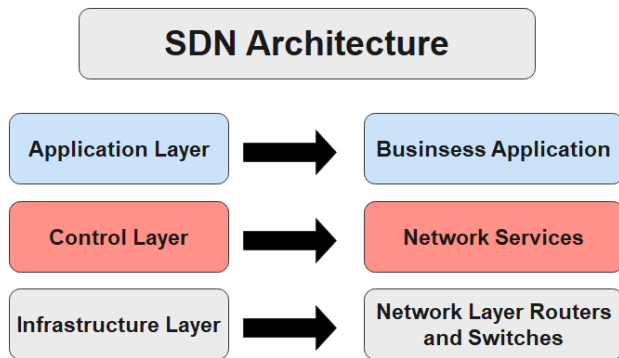 SDN Architecture
Application Layer
Businsess Application
Control Layer
Network Services
Infrastructure Layer
Network Layer Routers
and Switches